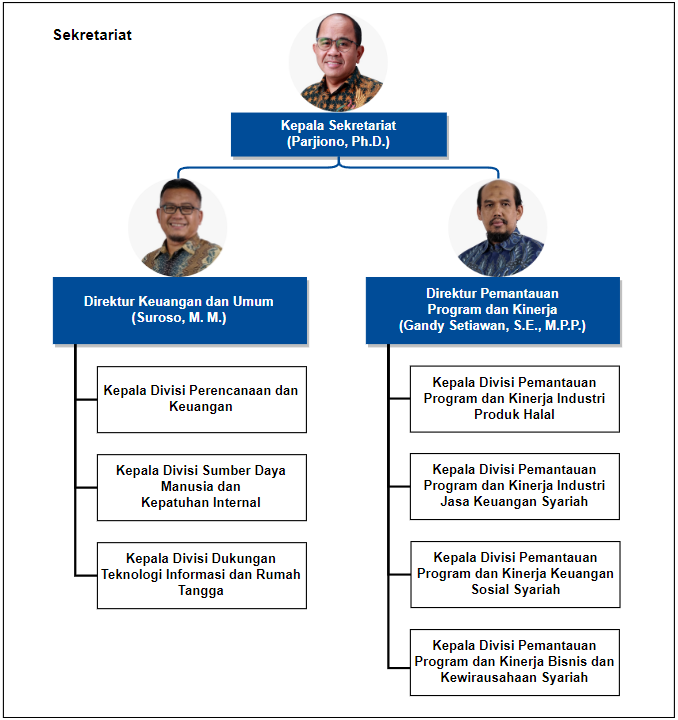 Sekretariat
Kepala Sekretariat
(Parjiono, Ph.D.)
Direktur Keuangan dan Umum
(Suroso, M. M.)
Direktur Pemantauan
Program dan Kinerja
(Gandy Setiawan, S.E., M.P.P.)
Kepala Divisi Perencanaan dan
Keuangan
Kepala Divisi Sumber Daya
Manusia dan
Kepatuhan Internal
Kepala Divisi Dukungan
Teknologi Informasi dan Rumah
Tangga
Kepala Divisi Pemantauan
Program dan Kinerja Industri
Produk Halal
Kepala Divisi Pemantauan
Program dan Kinerja Industri
Jasa Keuangan Syariah
Kepala Divisi Pemantauan
Program dan Kinerja Keuangan
Sosial Syariah
Kepala Divisi Pemantauan
Program dan Kinerja Bisnis dan
Kewirausahaan Syariah